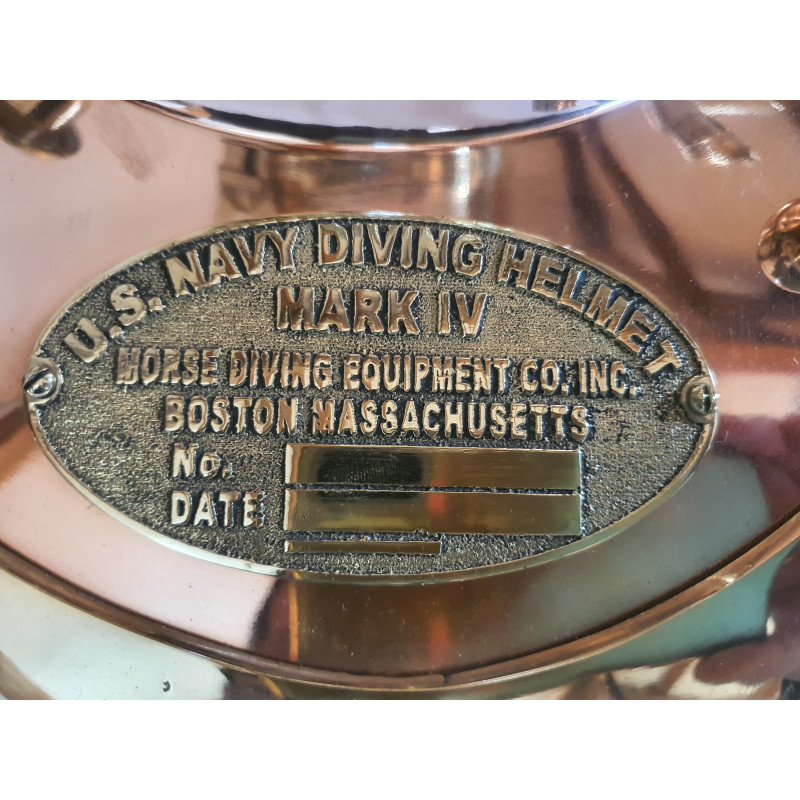 U.S. NAVY DIVING HELMET
MARK IV
MORSE DIVING EQUIPMENT CO. INC.
BOSTON MASSACHUSETTS
No.
DATE